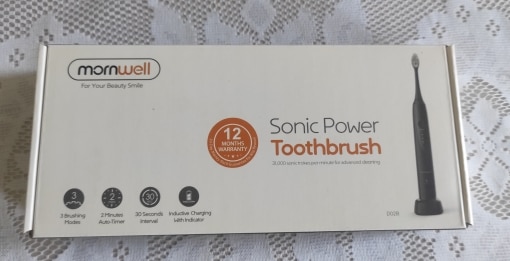 mornwell
For Your Beauty Smile
12
MONTHS
WARRANTY
Sonic Power
Toothbrush
3
3 Brushing
Modes
2
2 Minutes
Auto Timer
30
30 Seconds
Interval
Inductive Charging
with Indicator